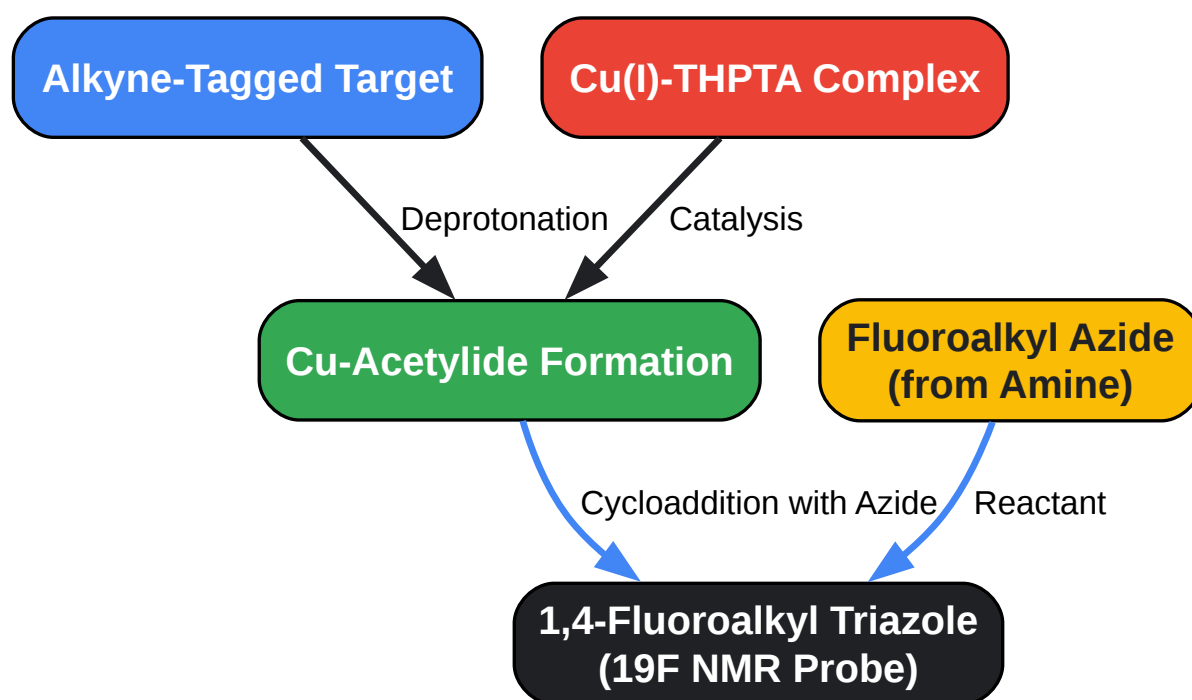 Alkyne-Tagged Target
Cu(I)-THPTA Complex
Deprotonation
Catalysis
Cu-Acetylide Formation
Fluoroalkyl Azide
(from Amine)
Cycloaddition with Azide
Reactant
1,4-Fluoroalkyl Triazole
(19F NMR Probe)